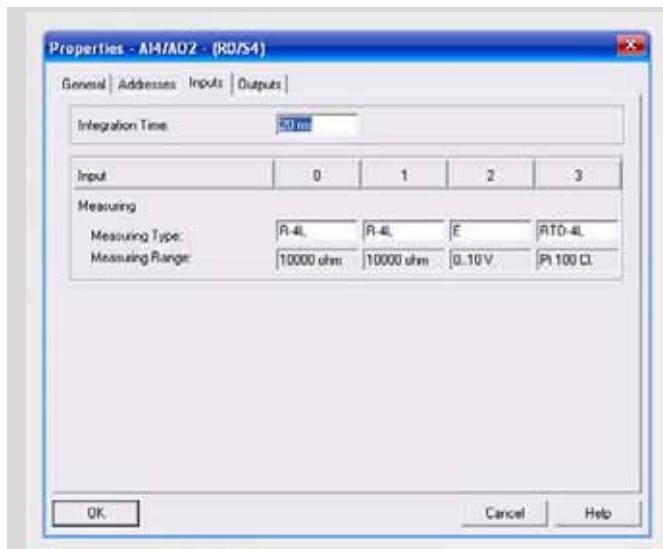 Properties - AI4/AO2 - (R0/S4)
General Addresses Inputs Outputs
Integration Time: 20 ms
Input 0 1 2 3
Measuring
Measuring Type: R-4L R-4L E RTD-4L
Measuring Range: 10000 ohm 10000 ohm 0..10 V Pt 100 Cl.
OK Cancel Help